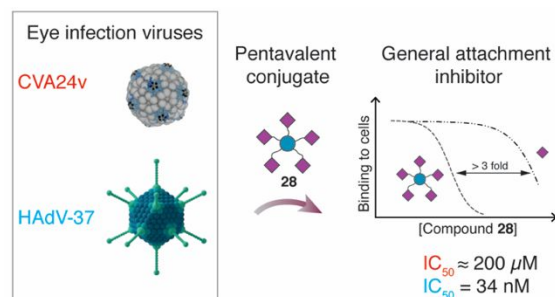 Eye infection viruses
CVA24v
HAdV-37
Pentavalent
conjugate
28
General attachment
inhibitor
Binding to cells
> 3 fold
[Compound 28]
IC50 ≈ 200 µM
IC50 = 34 nM